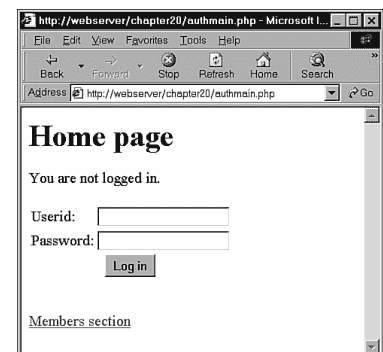 http://webserver/chapter20/authmain.php - Microsoft I...
File Edit View Favorites Tools Help
Back Forward Stop Refresh Home Search »
Address http://webserver/chapter20/authmain.php Go
Home page
You are not logged in.
Userid:
Password:
Log in
Members section